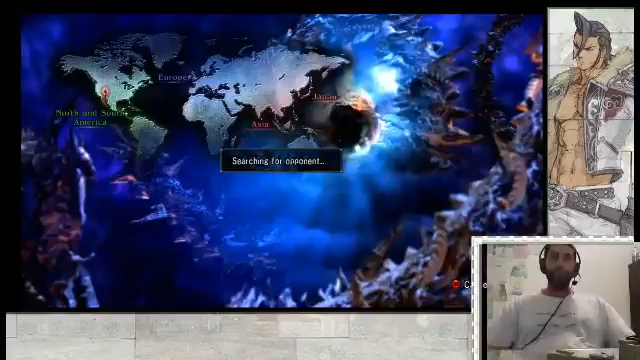 Europe
Japan
North and South
America
Asia
Searching for opponent...